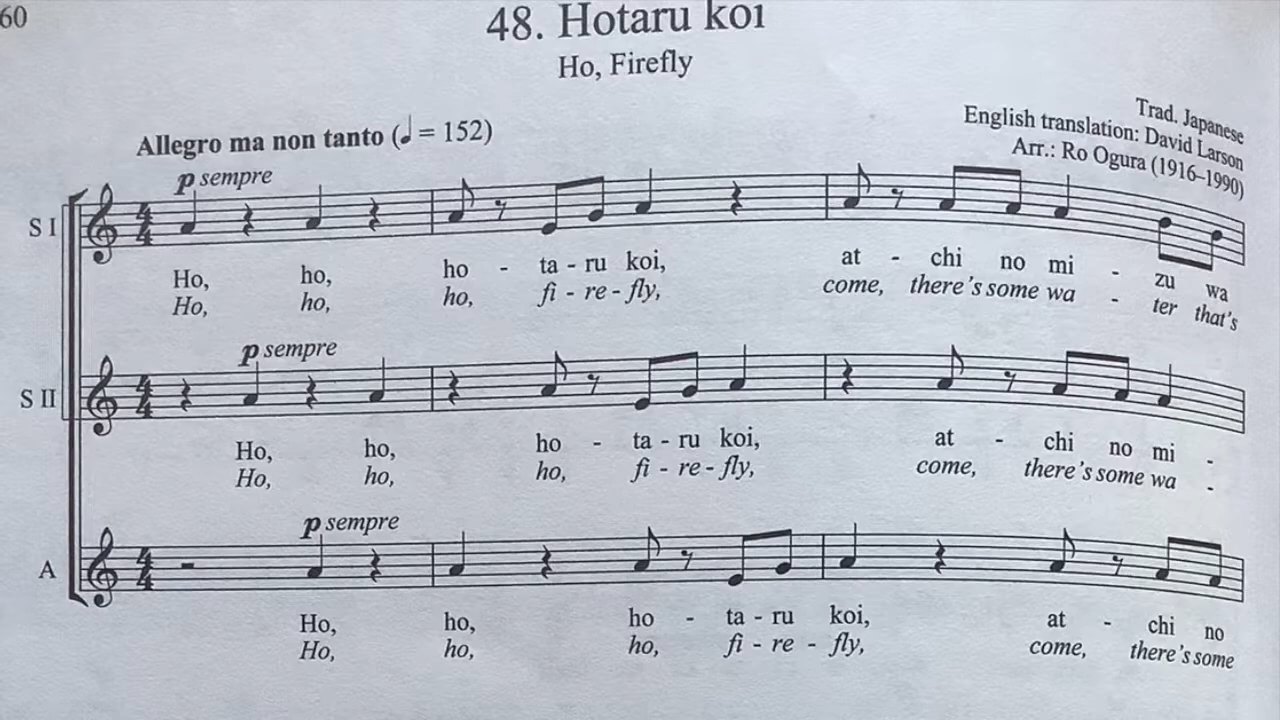 60
48. Hotaru koi
Ho, Firefly
Trad. Japanese
English translation: David Larson
Arr.: Ro Ogura (1916–1990)
Allegro ma non tanto (♩ = 152)
p sempre
S I
Ho, ho, ho - ta - ru koi, at - chi no mi - zu wa
Ho, ho, ho, fi - re - fly, come, there's some wa - ter that's
p sempre
S II
Ho, ho, ho - ta - ru koi, at - chi no mi -
Ho, ho, ho, fi - re - fly, come, there's some wa -
p sempre
A
Ho, ho, ho - ta - ru koi, at - chi no
Ho, ho, ho, fi - re - fly, come, there's some